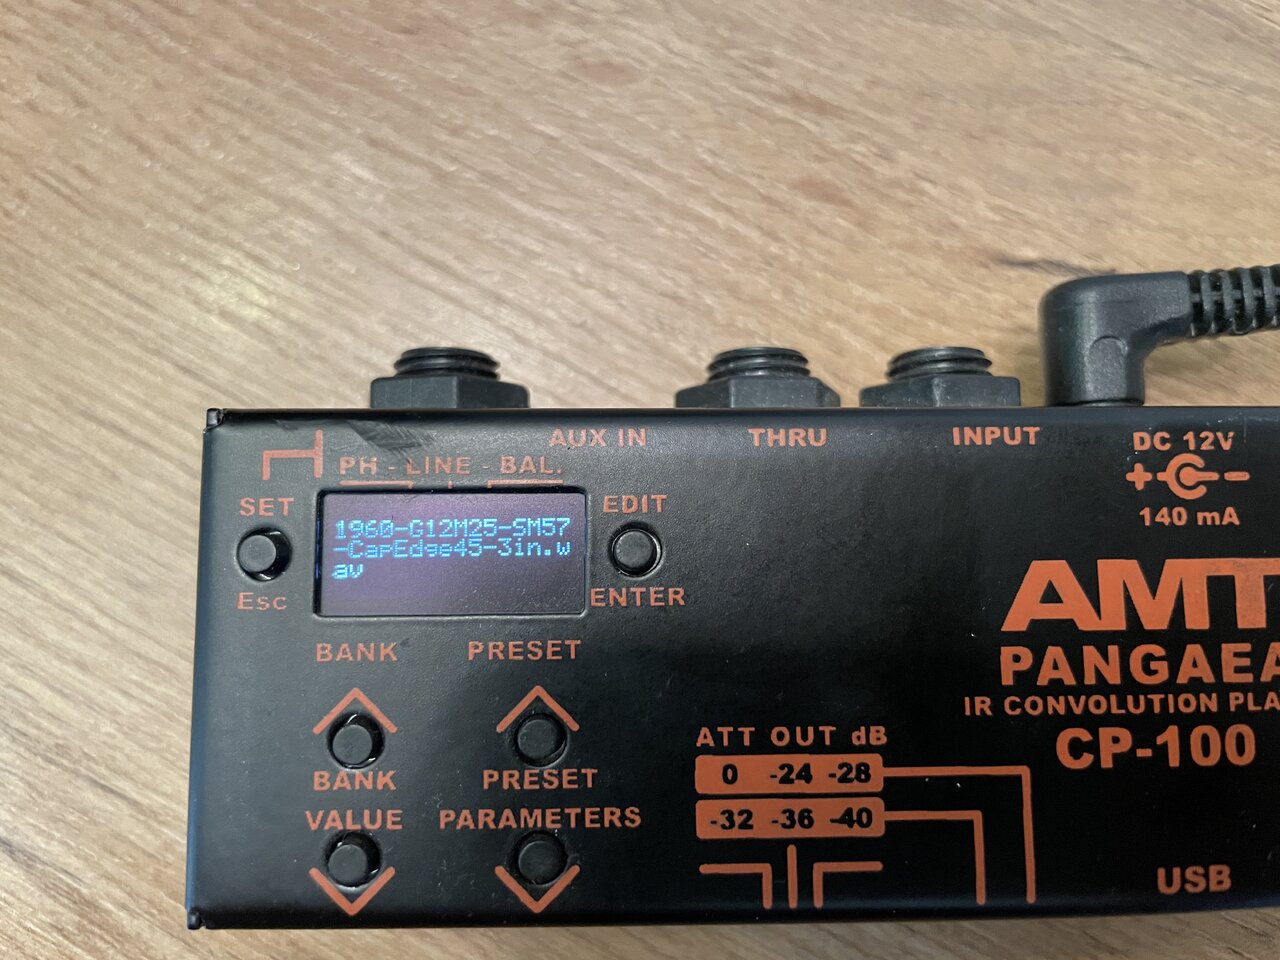 AUX IN THRU INPUT DC 12V
PH - LINE - BAL.
140 mA
SET EDIT
1960-G12M25-SM57
-CapEdge45-3in.w
av
Esc ENTER
AMT
PANGAEA
IR CONVOLUTION PLA
CP-100
BANK PRESET
BANK PRESET
VALUE PARAMETERS
ATT OUT dB
0 -24 -28
-32 -36 -40
USB